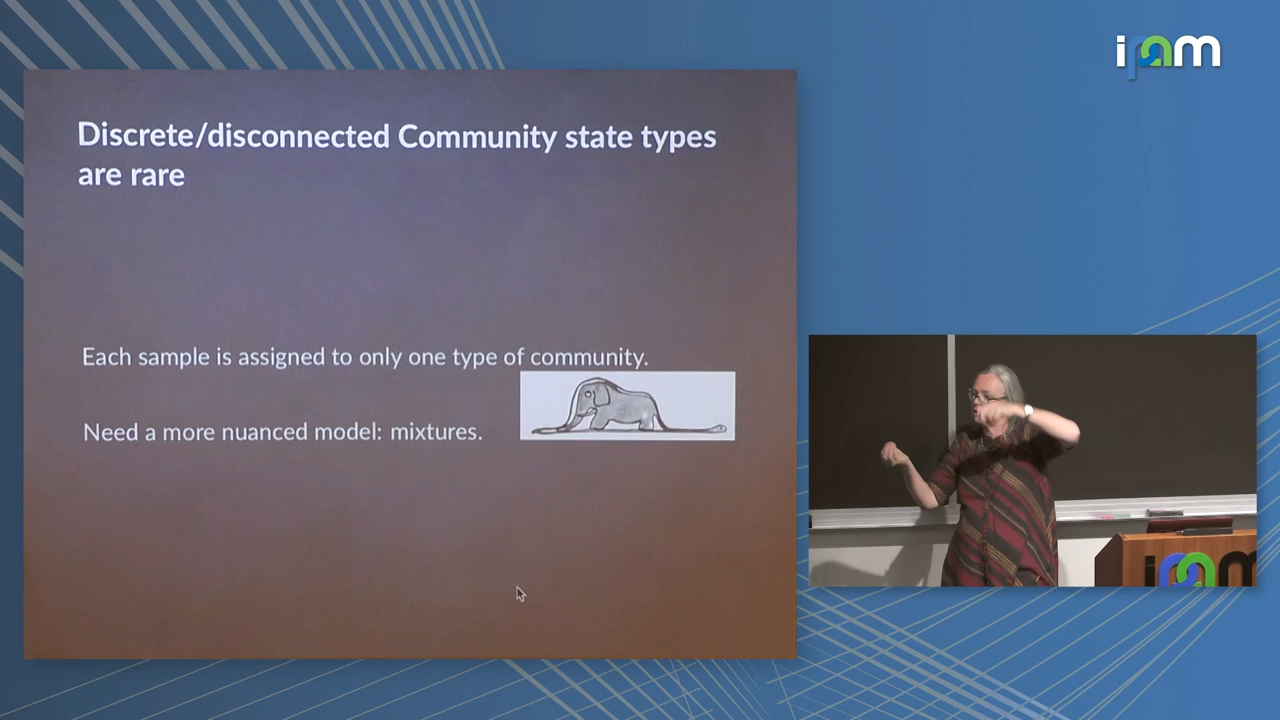 ipam
Discrete/disconnected Community state types
are rare
Each sample is assigned to only one type of community.
Need a more nuanced model: mixtures.
ipam